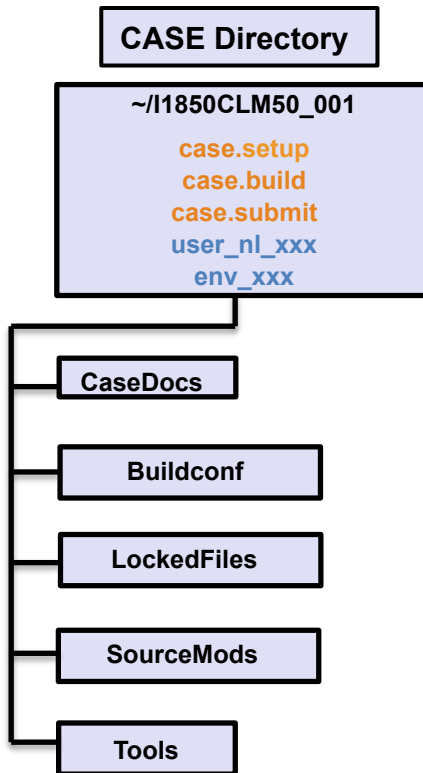 CASE Directory
~/I1850CLM50_001
case.setup
case.build
case.submit
user_nl_xxx
env_xxx
CaseDocs
Buildconf
LockedFiles
SourceMods
Tools